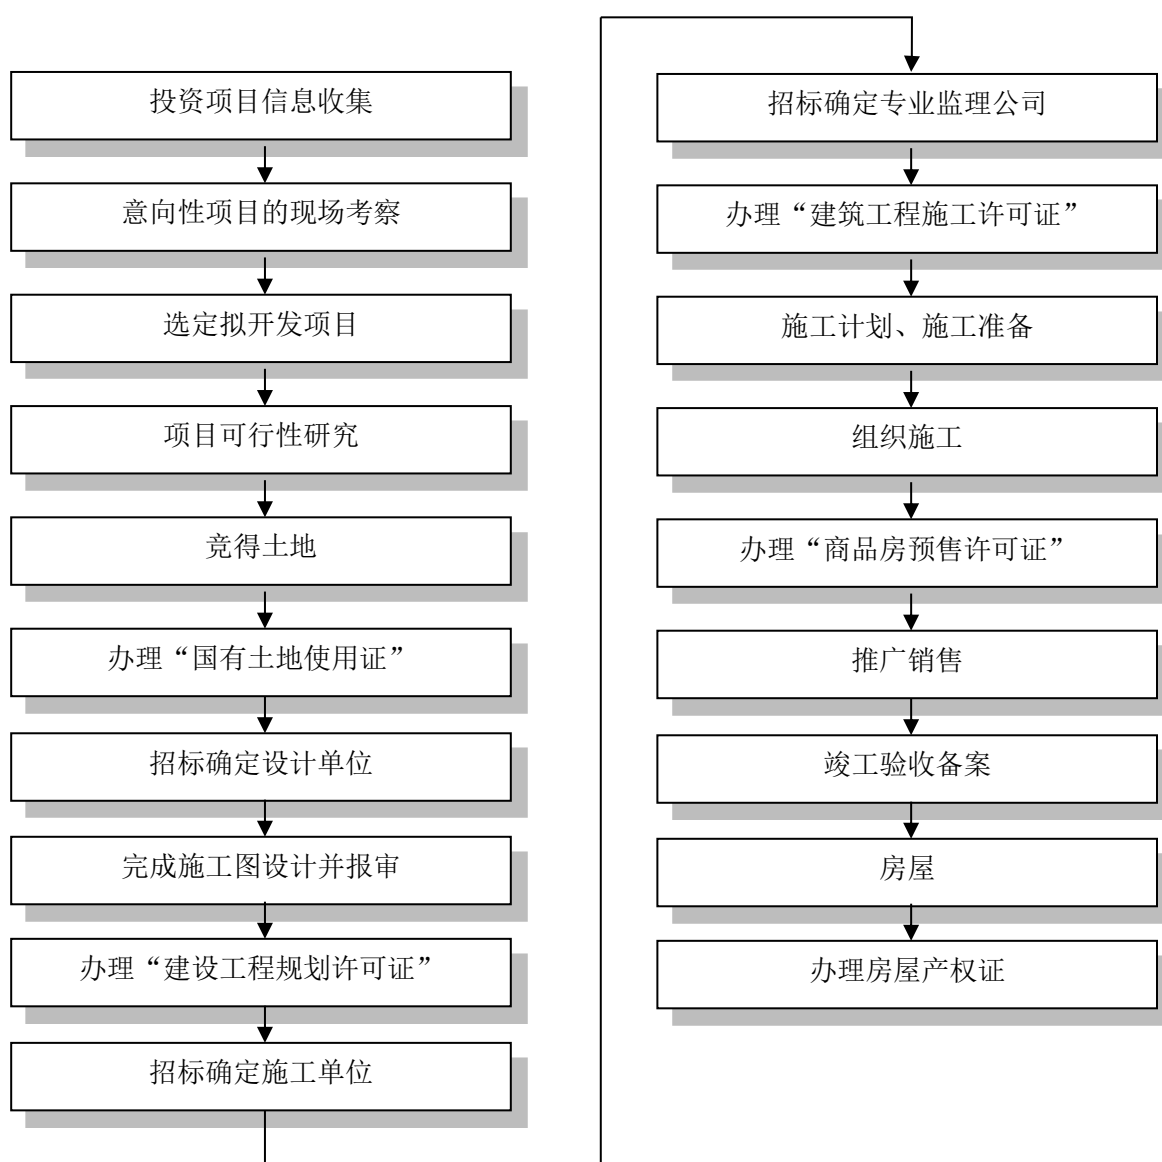 投资项目信息收集
意向性项目的现场考察
选定拟开发项目
项目可行性研究
竞得土地
办理“国有土地使用证”
招标确定设计单位
完成施工图设计并报审
办理“建设工程规划许可证”
招标确定施工单位
招标确定专业监理公司
办理“建筑工程施工许可证”
施工计划、施工准备
组织施工
办理“商品房预售许可证”
推广销售
竣工验收备案
房屋
办理房屋产权证